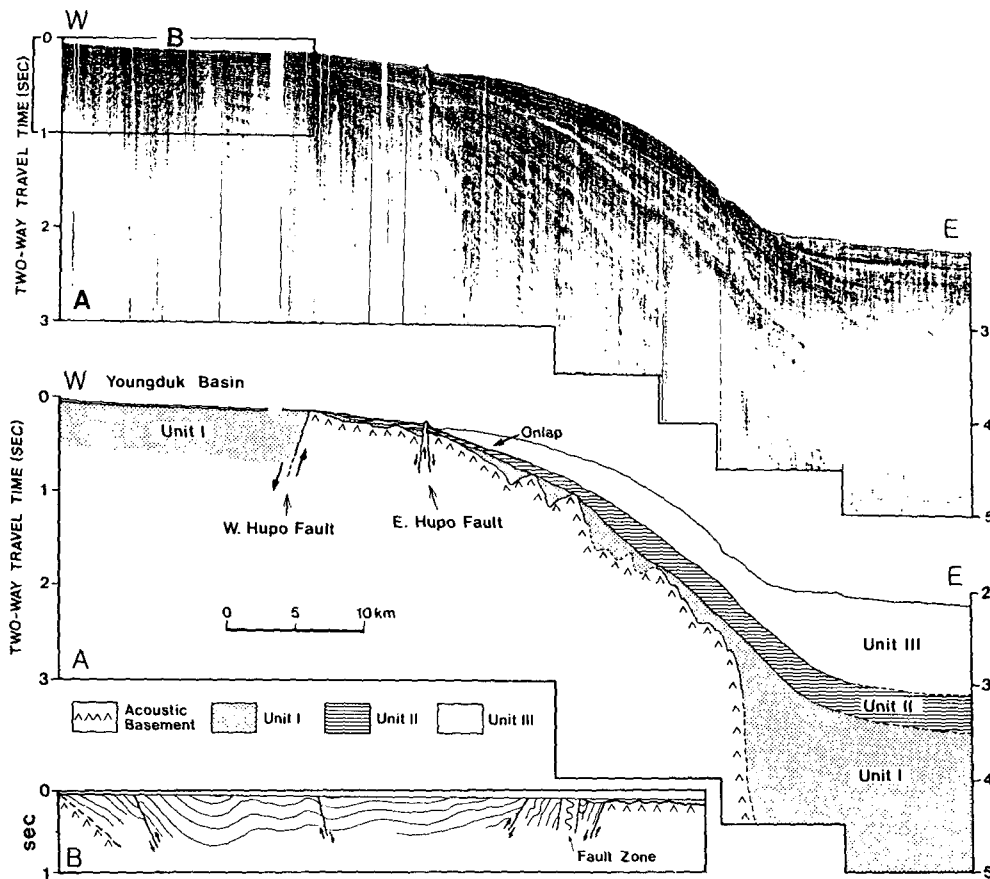 W
B
0
1
2
3
TWO-WAY TRAVEL TIME (SEC)
A
E
3
4
5
W Youngduk Basin
0
1
2
3
TWO-WAY TRAVEL TIME (SEC)
Unit I
W. Hupo Fault
E. Hupo Fault
Onlap
0 5 10 km
A
E
2
3
4
5
Unit III
Unit II
Unit I
Acoustic Basement
Unit I
Unit II
Unit III
0
sec
1
B
Fault Zone